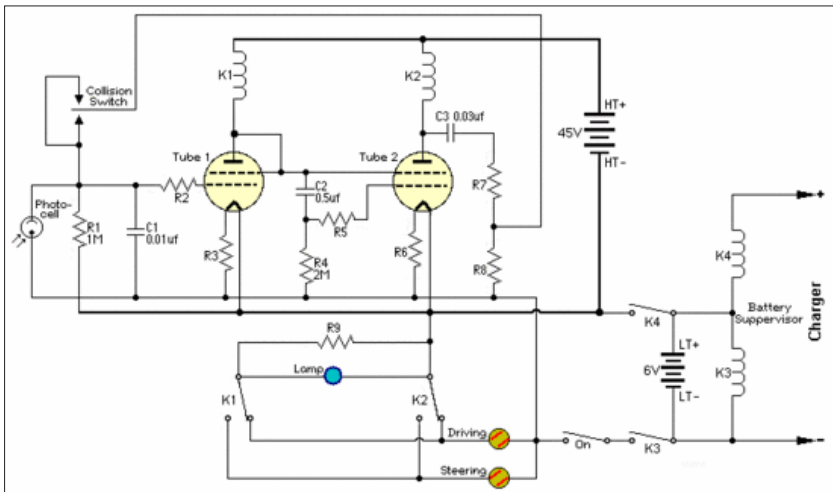 K1
K2
HT+
Collision
Switch
C3 0.03uf
45V
Tube 1
Tube 2
HT-
R7
C2
0.5uf
R2
Photo-
cell
+
R5
R1
1M
C1
0.01uf
R3
R4
2M
R6
R8
K4
Charger
Battery
Suppervisor
K4
R9
LT+
Lamp
6V
K3
K1
K2
LT-
Driving
-
On
K3
Steering